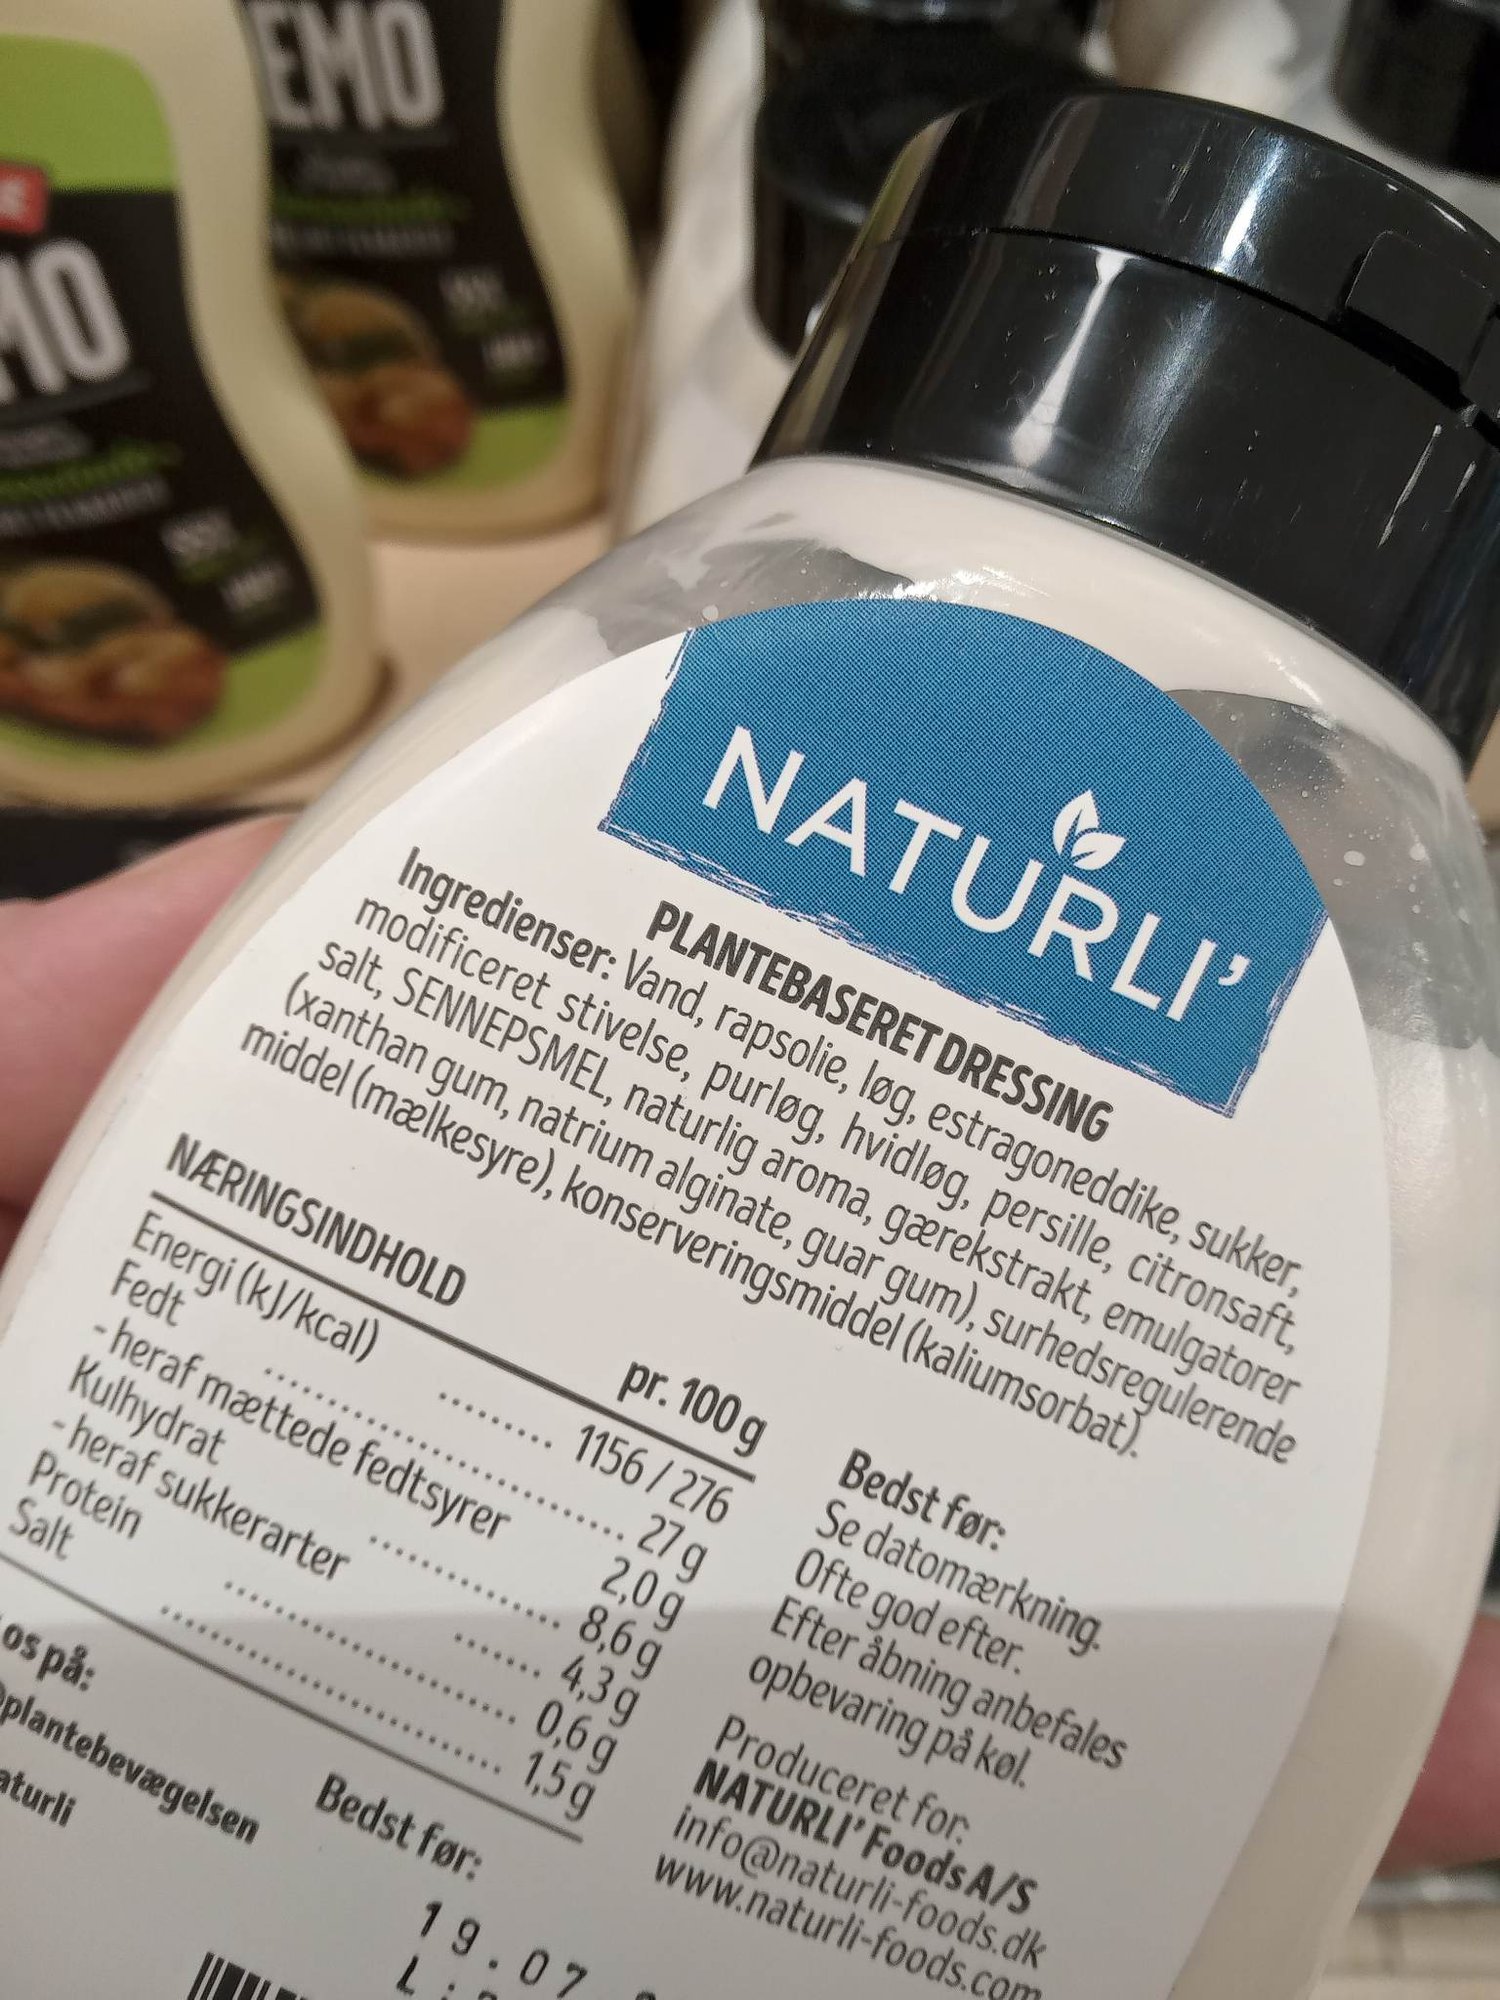 EMO
MO
NATURLI'
PLANTEBASERET DRESSING
Ingredienser: Vand, rapsolie, løg, estragoneddike, sukker,
modificeret stivelse, purløg, hvidløg, persille, citronsaft,
salt, SENNEPSMEL, naturlig aroma, gærekstrakt, emulgatorer
(xanthan gum, natrium alginate, guar gum), surhedsregulerende
middel (mælkesyre), konserveringsmiddel (kaliumsorbat).
NÆRINGSINDHOLD
pr. 100 g
Energi (kJ/kcal) ........ 1156 / 276
Fedt ........ 27 g
- heraf mættede fedtsyrer ........ 2,0 g
Kulhydrat ........ 8,6 g
- heraf sukkerarter ....... 4,3 g
Protein ........ 0,6 g
Salt ........ 1,5 g
Bedst før:
Se datomærkning.
Ofte god efter.
Efter åbning anbefales
opbevaring på køl.
Produceret for:
NATURLI' Foods A/S
info@naturli-foods.dk
www.naturli-foods.com
os på:
@plantebevægelsen
aturli
Bedst før:
19.07
L: